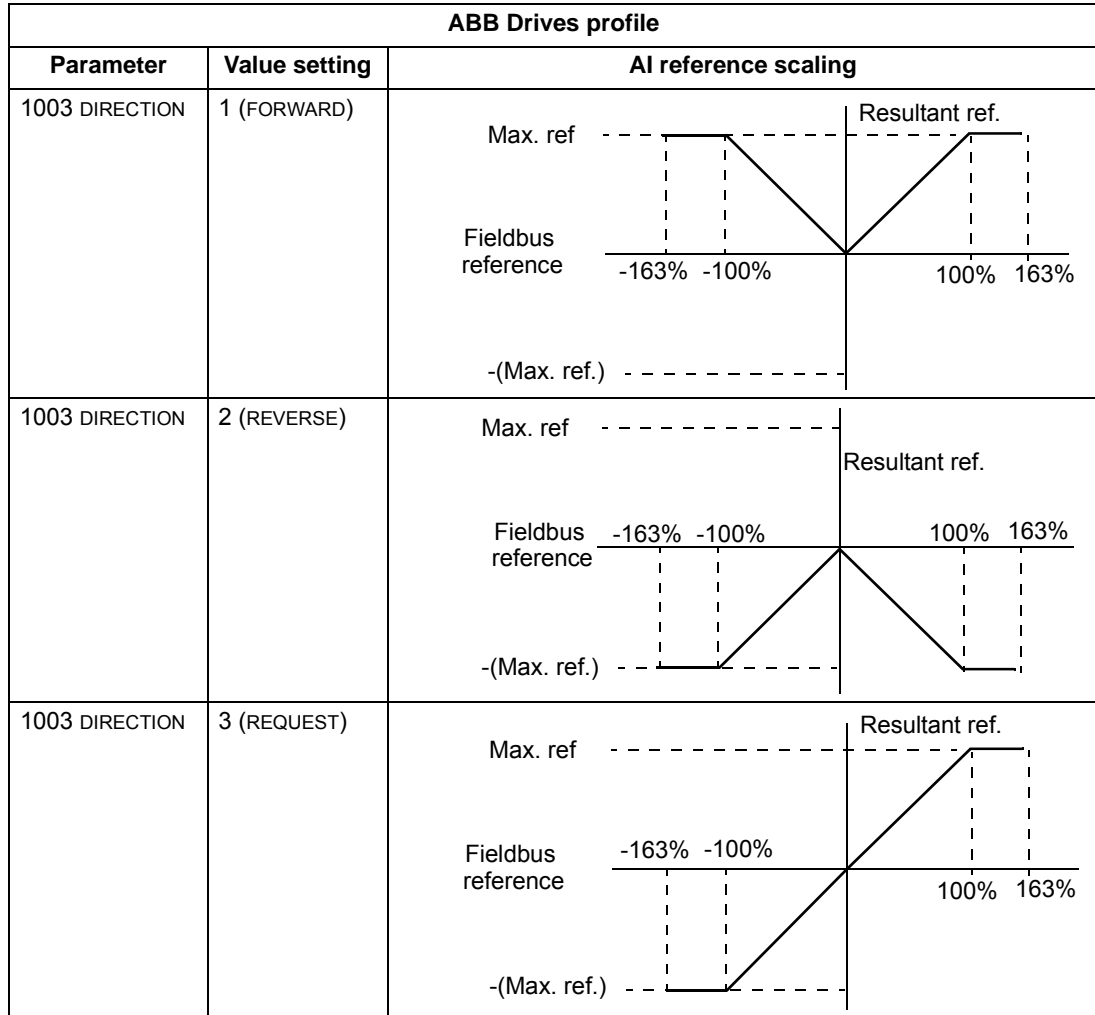 ABB Drives profile
Parameter Value setting AI reference scaling
1003 DIRECTION 1 (FORWARD)
Resultant ref.
Max. ref
Fieldbus
reference
-163% -100%
100% 163%
-(Max. ref.)
1003 DIRECTION 2 (REVERSE)
Max. ref
Resultant ref.
Fieldbus
reference
-163% -100%
100% 163%
-(Max. ref.)
1003 DIRECTION 3 (REQUEST)
Resultant ref.
Max. ref
-163% -100%
Fieldbus
reference
100% 163%
-(Max. ref.)